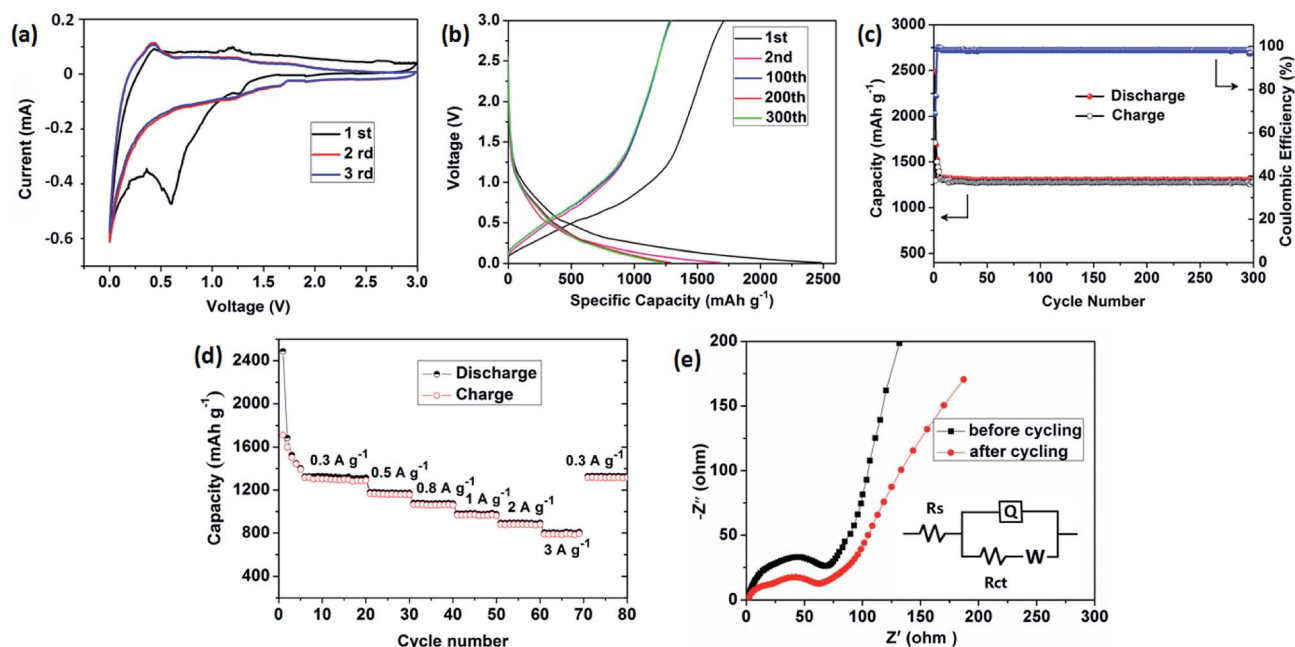 (a)
0.2
0.1
0
-0.2
-0.4
-0.6
Current (mA)
1 st
2 rd
3 rd
0.0 0.5 1.0 1.5 2.0 2.5 3.0
Voltage (V)
(b)
3.0
2.5
2.0
1.5
1.0
0.5
0.0
Voltage (V)
1st
2nd
100th
200th
300th
0 500 1000 1500 2000 2500
Specific Capacity (mAh g-1)
(c)
3000
2700
2400
2100
1800
1500
1200
900
500
Capacity (mAh g-1)
Discharge
Charge
100
80
60
40
20
0
Coulombic Efficiency (%)
0 50 100 150 200 250 300
Cycle Number
(d)
2400
2000
1600
1200
800
400
Capacity (mAh g-1)
Discharge
Charge
0.3 A g-1
0.5 A g-1
0.8 A g-1
1 A g-1
2 A g-1
3 A g-1
0.3 A g-1
0 10 20 30 40 50 60 70 80
Cycle number
(e)
200
150
100
50
0
-Z″ (ohm)
before cycling
after cycling
Rs
Q
Rct
W
0 50 100 150 200 250 300
Z′ (ohm )